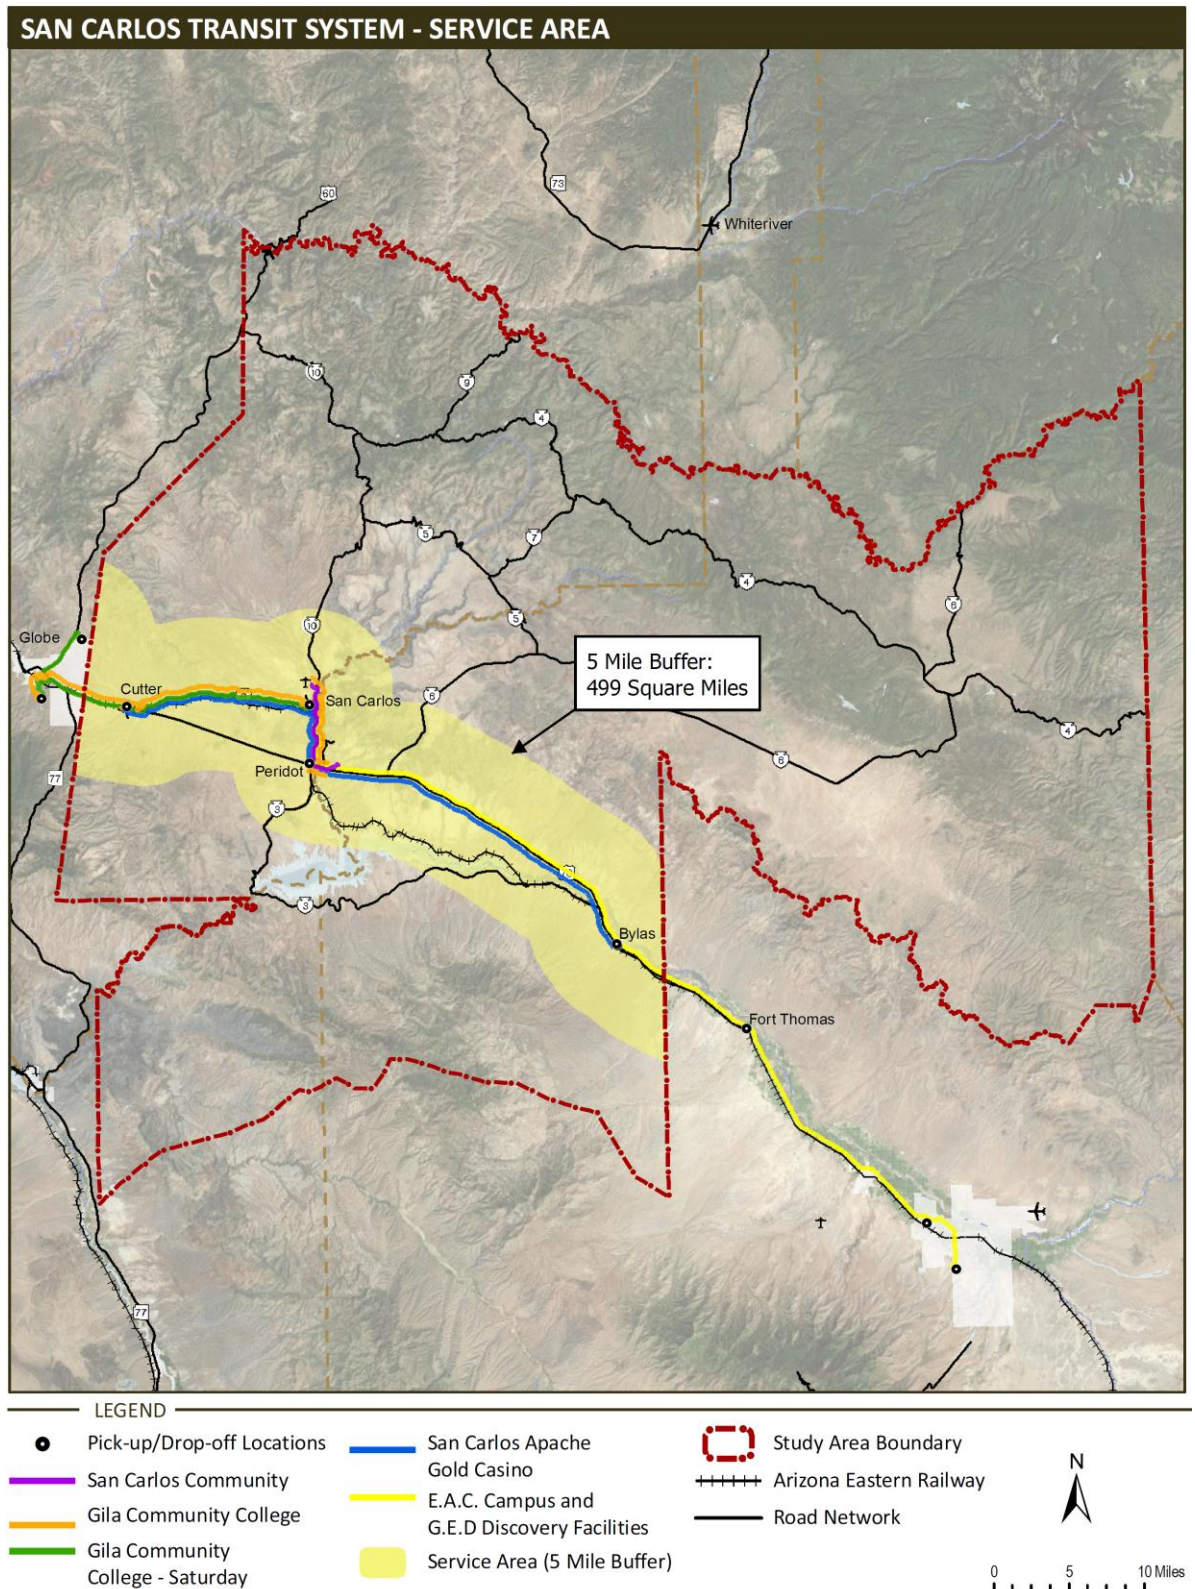 SAN CARLOS TRANSIT SYSTEM - SERVICE AREA
60
73
Whiteriver
10
9
4
5
7
4
6
10
5
Globe
5 Mile Buffer:
499 Square Miles
Cutter
San Carlos
6
4
6
Peridot
77
3
3
Bylas
Fort Thomas
77
LEGEND
Pick-up/Drop-off Locations
San Carlos Community
Gila Community College
Gila Community
College - Saturday
San Carlos Apache
Gold Casino
E.A.C. Campus and
G.E.D Discovery Facilities
Service Area (5 Mile Buffer)
Study Area Boundary
Arizona Eastern Railway
Road Network
N
0 5 10 Miles